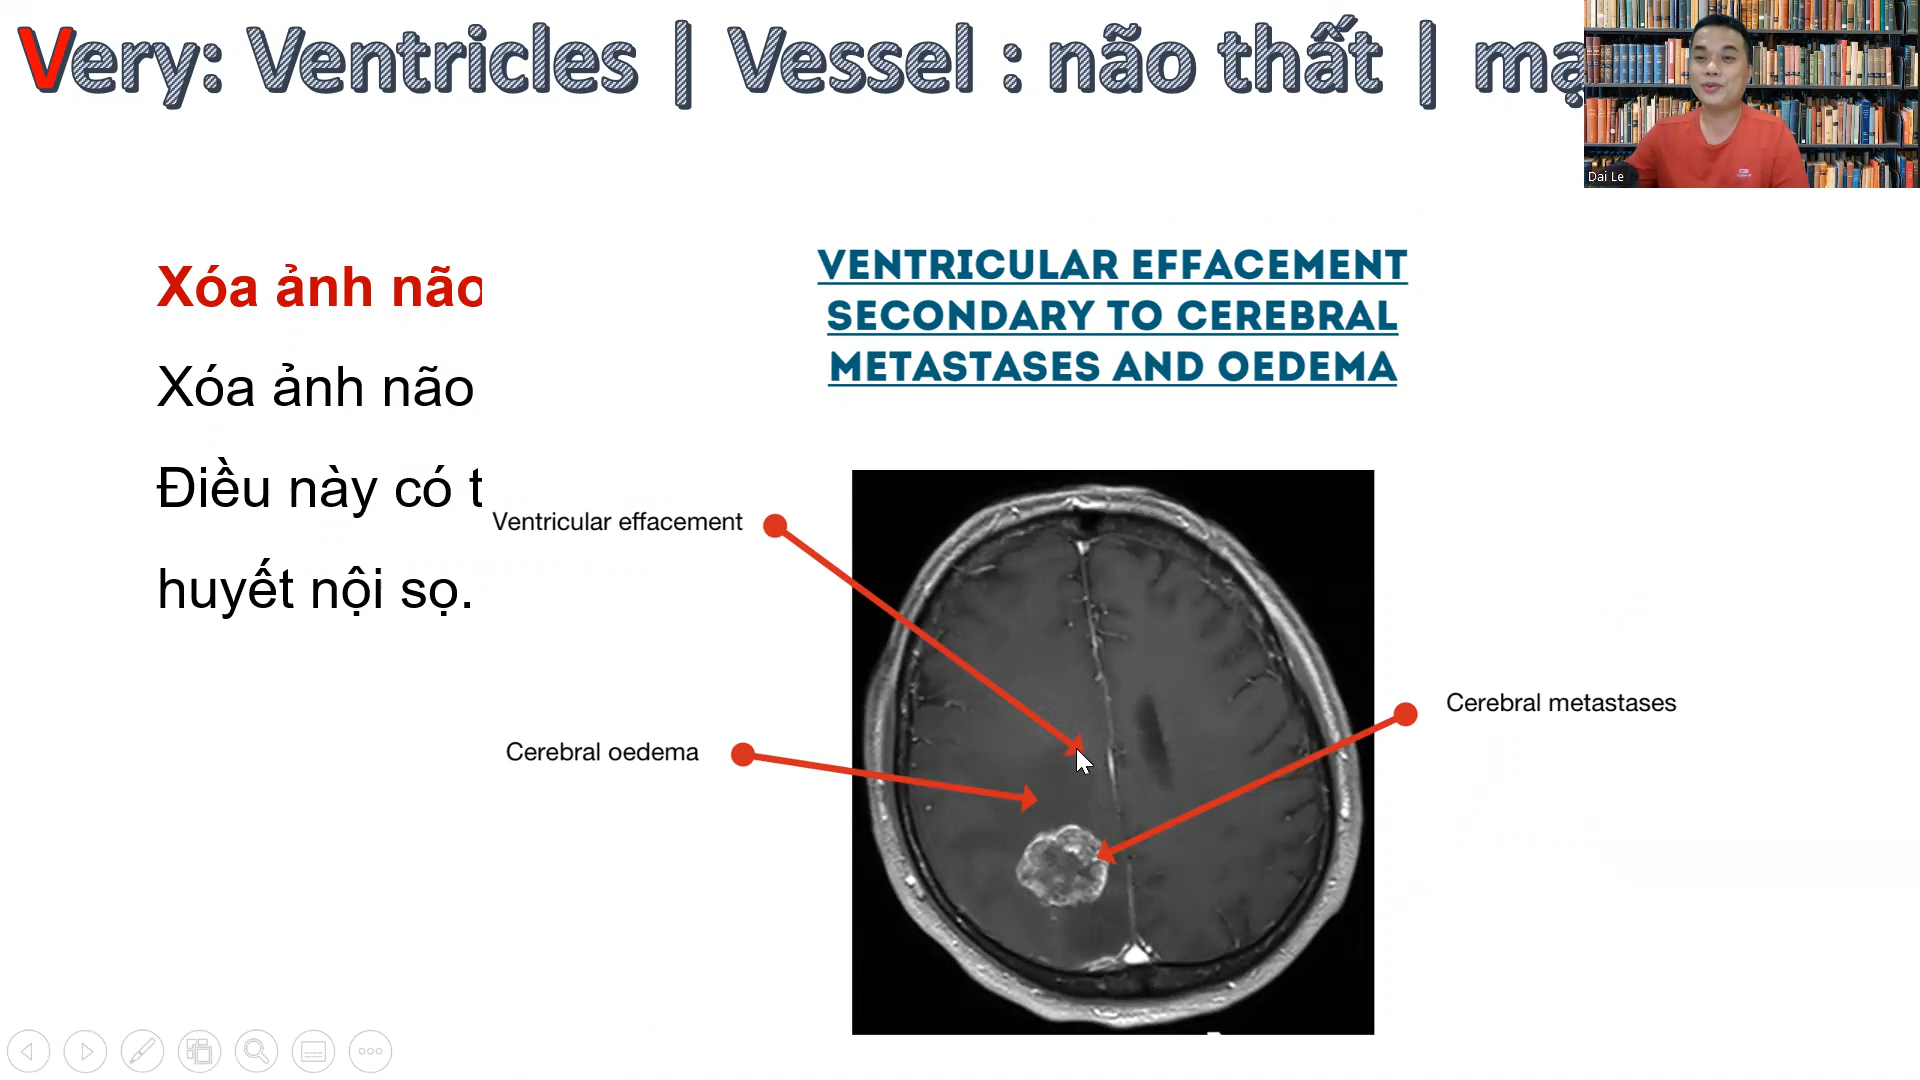 Very: Ventricles | Vessel : não thất | mạ
Dai Le
Xóa ảnh não
Xóa ảnh não
Điều này có t
huyết nội sọ.
VENTRICULAR EFFACEMENT
SECONDARY TO CEREBRAL
METASTASES AND OEDEMA
Ventricular effacement
Cerebral metastases
Cerebral oedema